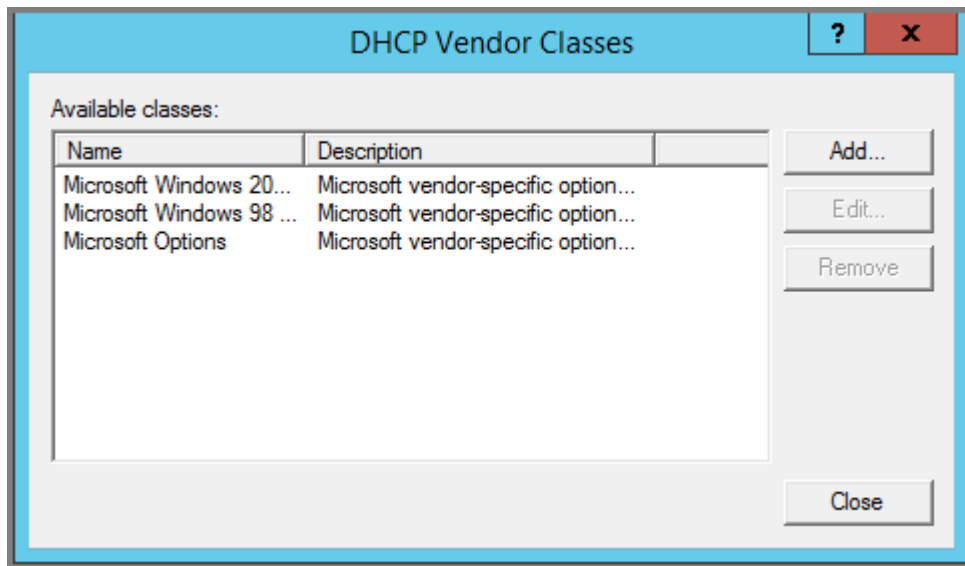 DHCP Vendor Classes ? x
Available classes:
Name Description Add...
Microsoft Windows 20... Microsoft vendor-specific option...
Microsoft Windows 98 ... Microsoft vendor-specific option... Edit...
Microsoft Options Microsoft vendor-specific option...
Remove
Close